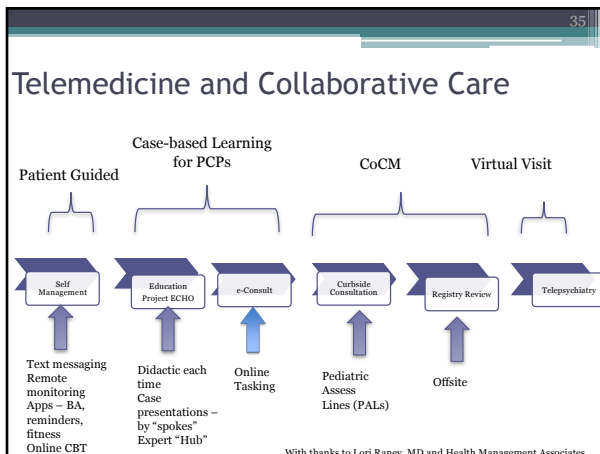 35
Telemedicine and Collaborative Care
Patient Guided
Case-based Learning
for PCPs
CoCM
Virtual Visit
Self
Management
Education
Project ECHO
e-Consult
Curbside
Consultation
Registry Review
Telepsychiatry
Text messaging
Remote
monitoring
Apps – BA,
reminders,
fitness
Online CBT
Didactic each
time
Case
presentations –
by “spokes”
Expert “Hub”
Online
Tasking
Pediatric
Assess
Lines (PALs)
Offsite
With thanks to Lori Raney, MD and Health Management Associates